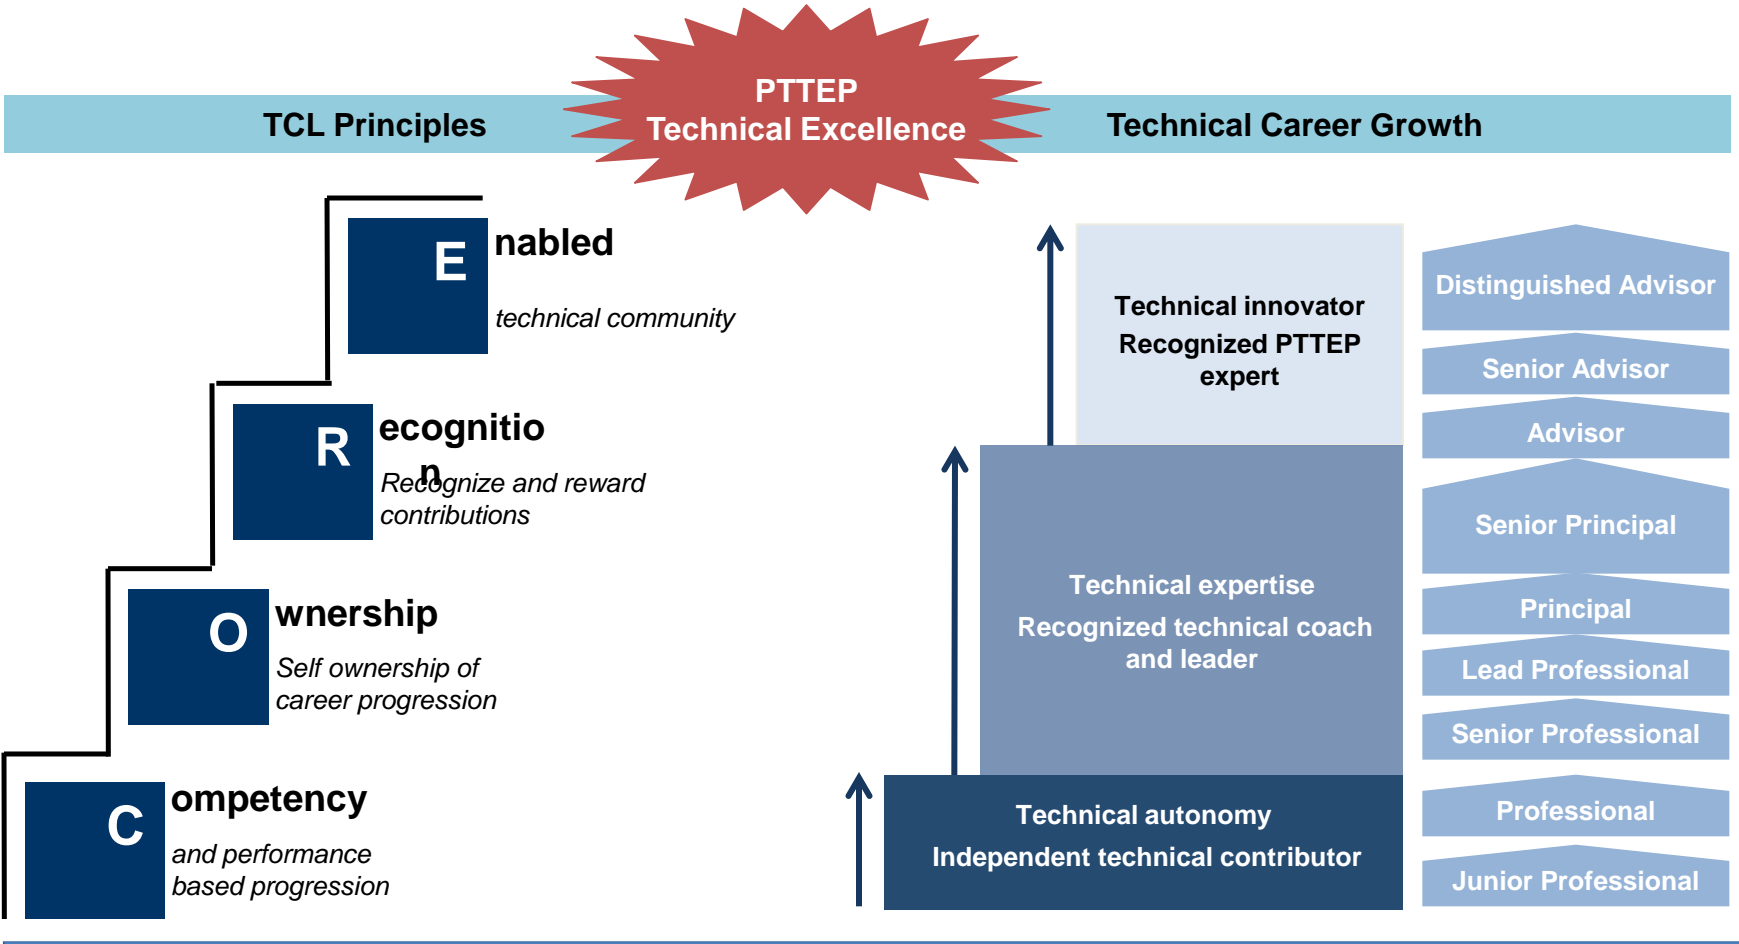 PTTEP
Technical Excellence
TCL Principles
Technical Career Growth
E nabled
technical community
R ecognitio
n
Recognize and reward
contributions
O wnership
Self ownership of
career progression
C ompetency
and performance
based progression
Technical innovator
Recognized PTTEP
expert
Technical expertise
Recognized technical coach
and leader
Technical autonomy
Independent technical contributor
Distinguished Advisor
Senior Advisor
Advisor
Senior Principal
Principal
Lead Professional
Senior Professional
Professional
Junior Professional